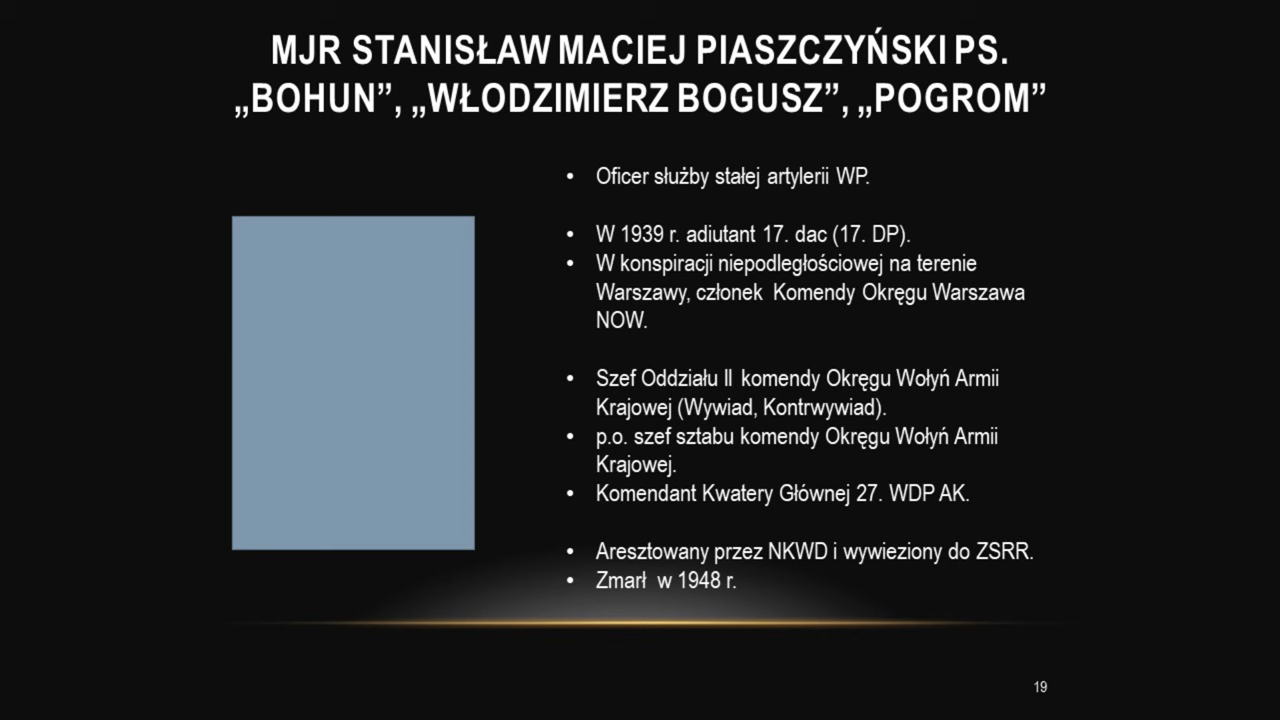 MJR STANISŁAW MACIEJ PIASZCZYŃSKI PS.
„BOHUN”, „WŁODZIMIERZ BOGUSZ”, „POGROM”
• Oficer służby stałej artylerii WP.
• W 1939 r. adiutant 17. dac (17. DP).
• W konspiracji niepodległościowej na terenie
Warszawy, członek Komendy Okręgu Warszawa
NOW.
• Szef Oddziału II komendy Okręgu Wołyń Armii
Krajowej (Wywiad, Kontrwywiad).
• p.o. szef sztabu komendy Okręgu Wołyń Armii
Krajowej.
• Komendant Kwatery Głównej 27. WDP AK.
• Aresztowany przez NKWD i wywieziony do ZSRR.
• Zmarł w 1948 r.
19